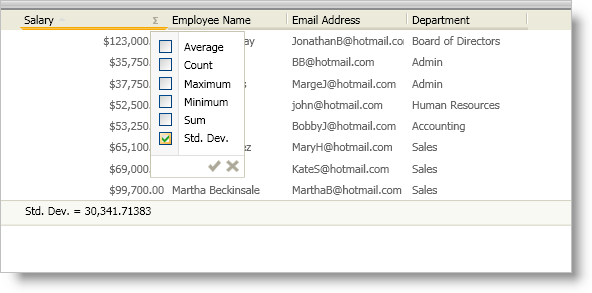 Salary Σ Employee Name Email Address Department
$123,000. ay JonathanB@hotmail.com Board of Directors
$35,750. BB@hotmail.com Admin
$37,750. s MargeJ@hotmail.com Admin
$52,500. john@hotmail.com Human Resources
$53,250. BobbyJ@hotmail.com Accounting
$65,100. ez MaryH@hotmail.com Sales
$69,000. KateS@hotmail.com Sales
$99,700.00 Martha Beckinsale MarthaB@hotmail.com Sales
Average
Count
Maximum
Minimum
Sum
Std. Dev.
Std. Dev. = 30,341.71383